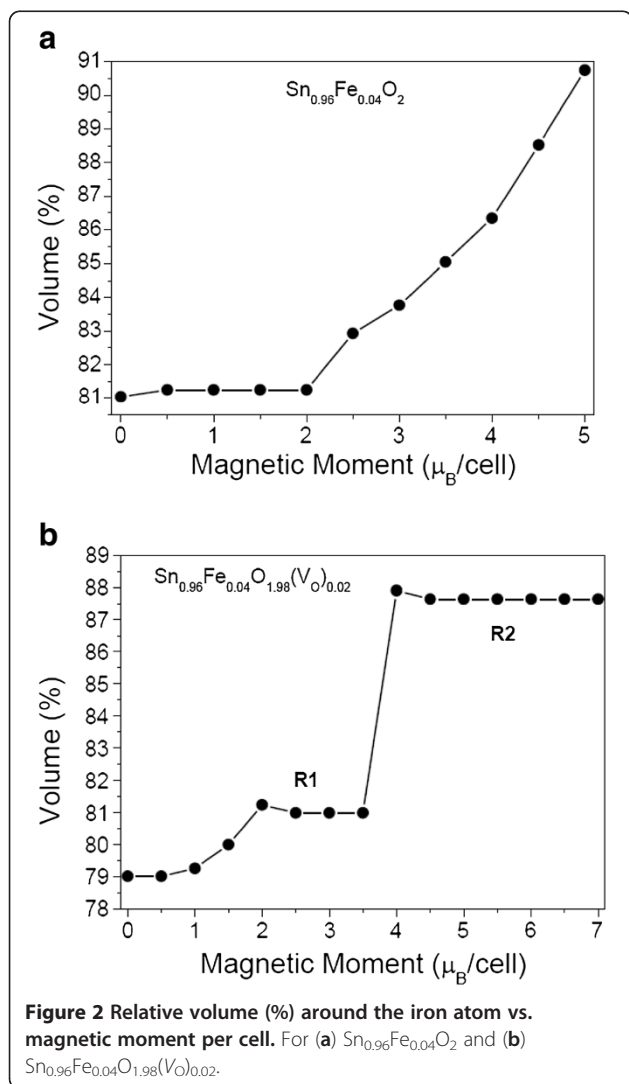 a
91
90
89
88
87
86
85
84
83
82
81
Volume (%)
Sn0.96Fe0.04O2
0 1 2 3 4 5
Magnetic Moment (μB/cell)
b
89
88
87
86
85
84
83
82
81
80
79
78
Volume (%)
Sn0.96Fe0.04O1.98(VO)0.02
R1
R2
0 1 2 3 4 5 6 7
Magnetic Moment (μB/cell)
Figure 2 Relative volume (%) around the iron atom vs.
magnetic moment per cell. For (a) Sn0.96Fe0.04O2 and (b)
Sn0.96Fe0.04O1.98(VO)0.02.